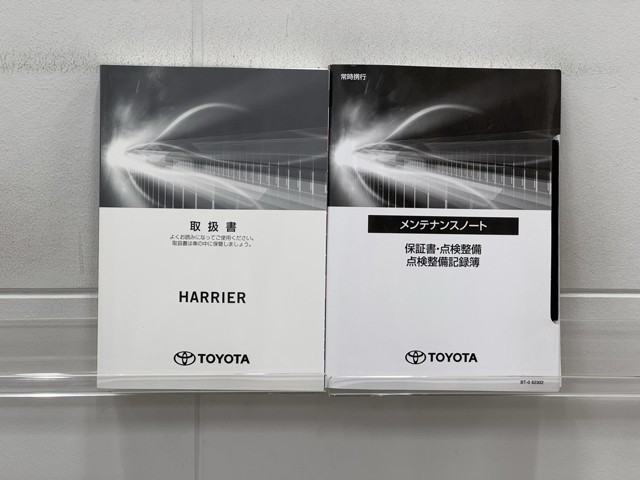 取扱書
よくお読みになってご使用ください。
取扱書は車の中に保管しましょう。
HARRIER
TOYOTA
常時携行
メンテナンスノート
保証書・点検整備
点検整備記録簿
TOYOTA
BT-0 62302